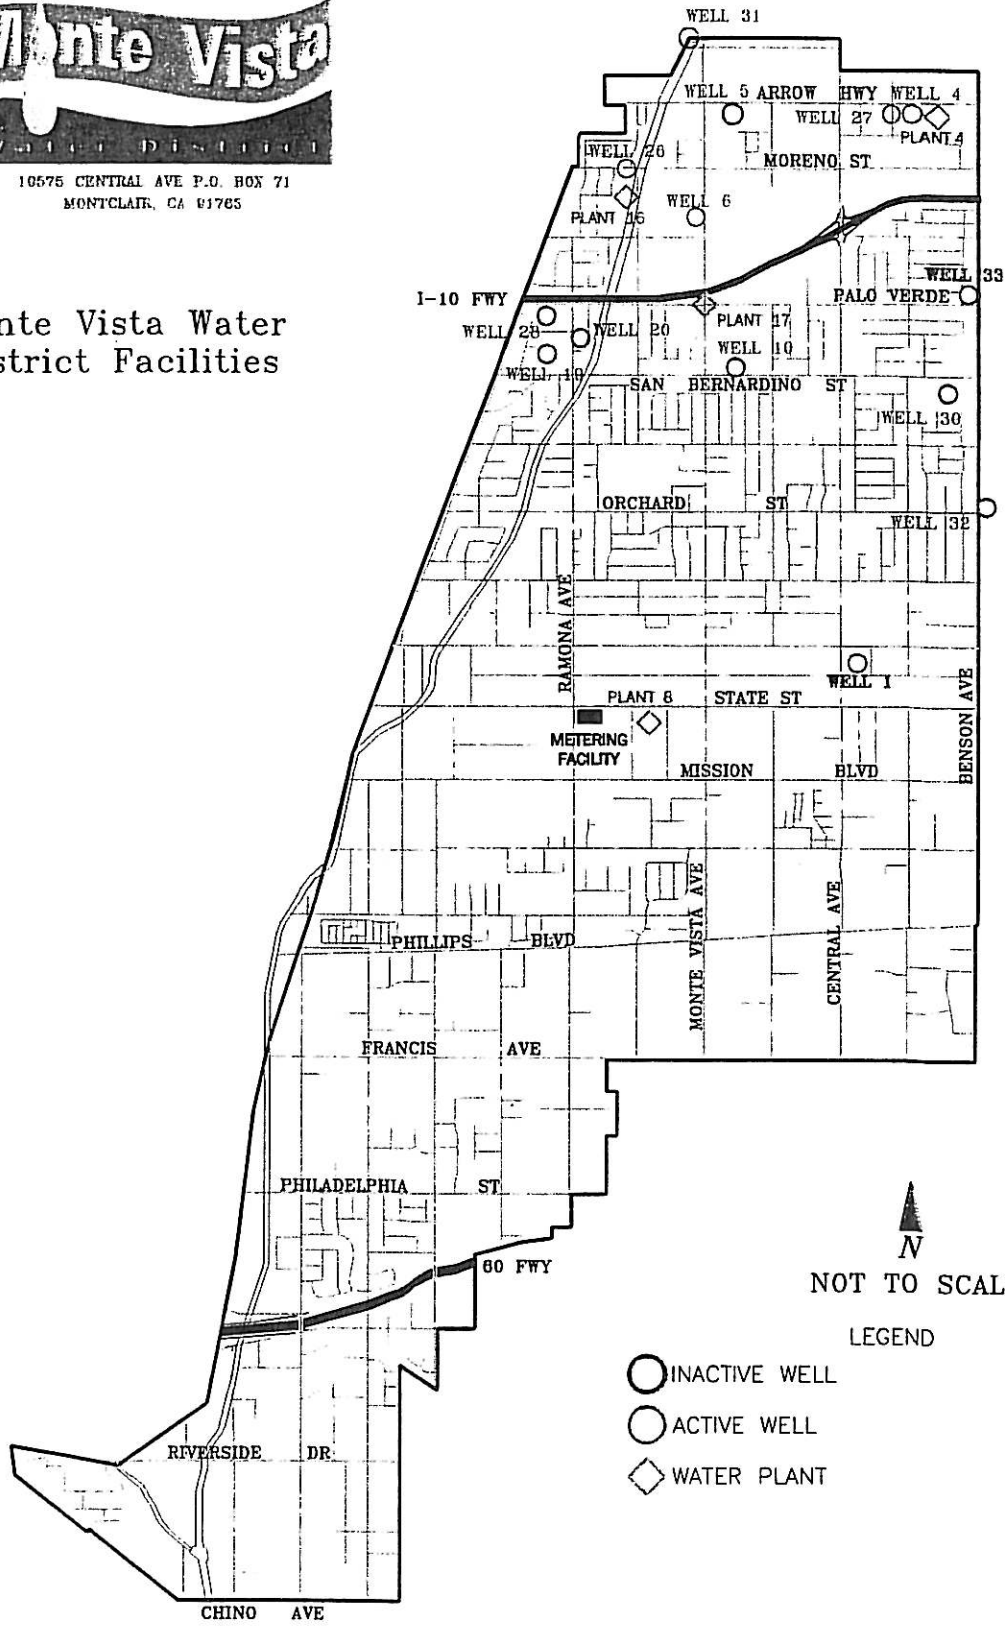 Monte Vista
Water District
10575 CENTRAL AVE P.O. BOX 71
MONTCLAIR, CA 91763
nte Vista Water
strict Facilities
WELL 31
WELL 5
ARROW HWY
WELL 4
WELL 27
PLANT 4
WELL 26
MORENO ST
PLANT 16
WELL 6
WELL 33
I-10 FWY
PALO VERDE
WELL 28
WELL 20
PLANT 17
WELL 10
WELL 19
SAN BERNARDINO ST
WELL 30
ORCHARD ST
WELL 32
RAMONA AVE
WELL 1
PLANT 8
STATE ST
BENSON AVE
METERING
FACILITY
MISSION BLVD
MONTE VISTA AVE
CENTRAL AVE
PHILLIPS BLVD
FRANCIS AVE
PHILADELPHIA ST
60 FWY
N
NOT TO SCAL
LEGEND
INACTIVE WELL
ACTIVE WELL
WATER PLANT
RIVERSIDE DR
CHINO AVE